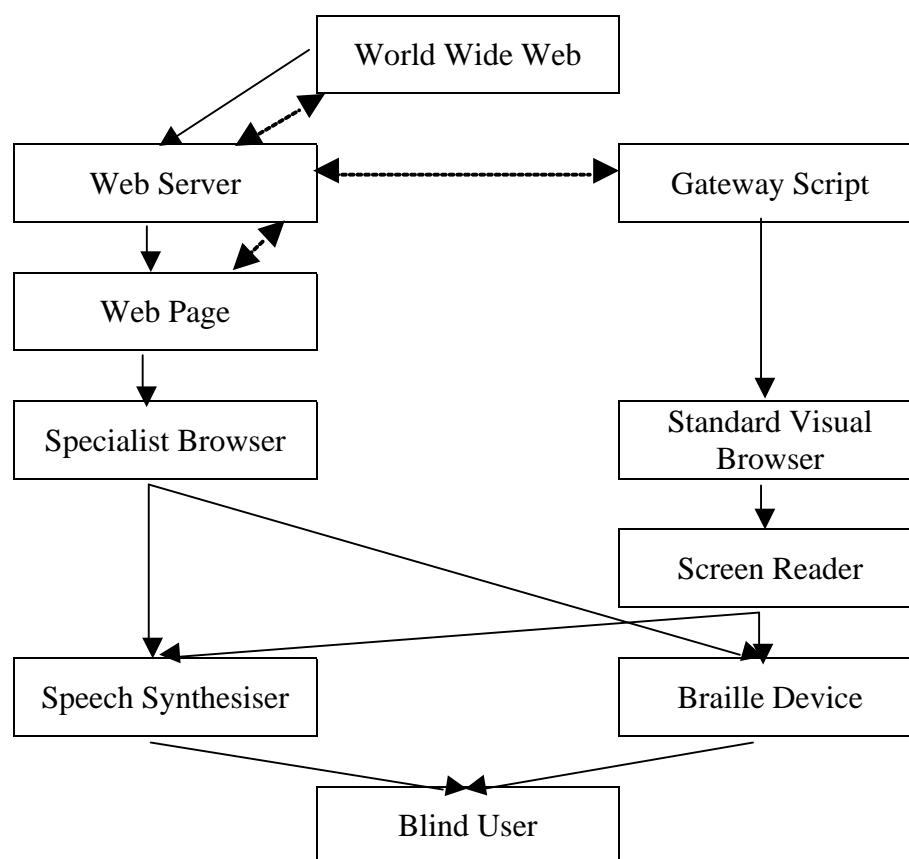 World Wide Web
Web Server
Gateway Script
Web Page
Specialist Browser
Standard Visual
Browser
Screen Reader
Speech Synthesiser
Braille Device
Blind User